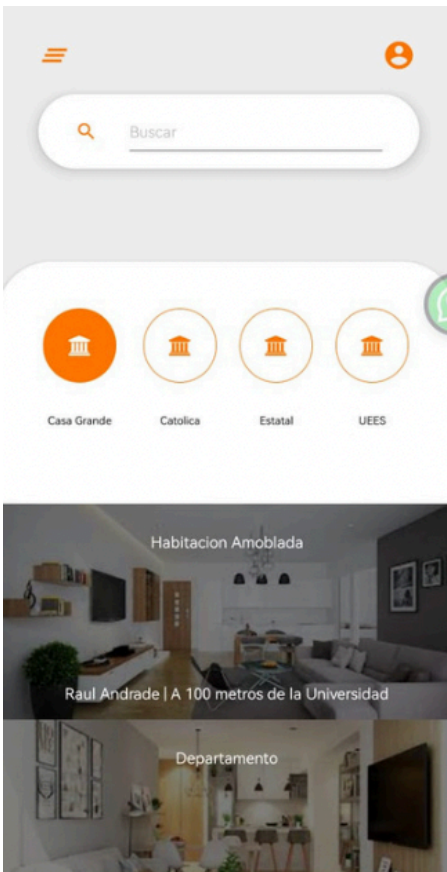 Buscar
Casa Grande Catolica Estatal UEES
Habitacion Amoblada
Raul Andrade | A 100 metros de la Universidad
Departamento